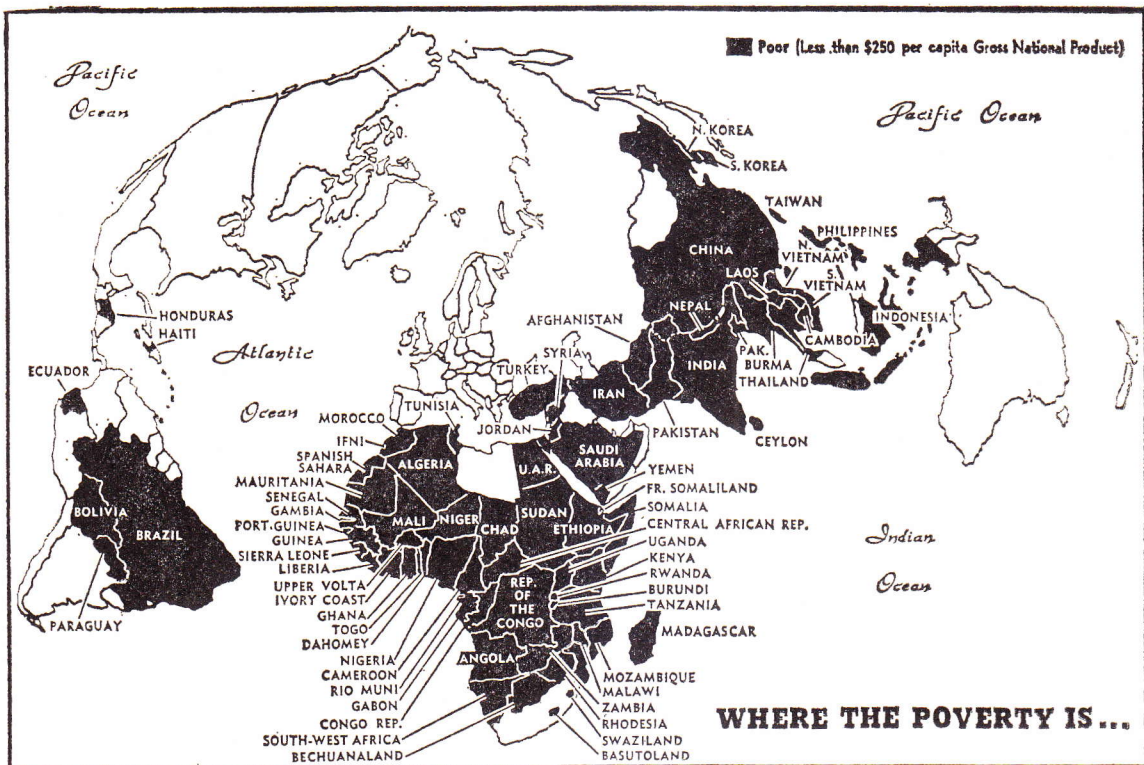 Poor (Less than $250 per capita Gross National Product)
Pacific
Ocean
Pacific Ocean
N. KOREA
S. KOREA
TAIWAN
PHILIPPINES
CHINA
N.
VIETNAM
LAOS
S.
VIETNAM
HONDURAS
HAITI
NEPAL
INDONESIA
AFGHANISTAN
CAMBODIA
Atlantic
Ocean
SYRIA
PAK.
BURMA
THAILAND
INDIA
ECUADOR
TURKEY
IRAN
TUNISIA
JORDAN
PAKISTAN
CEYLON
MOROCCO
IFNI
SPANISH
SAHARA
ALGERIA
U.A.R.
SAUDI
ARABIA
MAURITANIA
SENEGAL
GAMBIA
PORT. GUINEA
GUINEA
SIERRA LEONE
LIBERIA
UPPER VOLTA
IVORY COAST
GHANA
TOGO
DAHOMEY
NIGERIA
CAMEROON
RIO MUNI
GABON
CONGO REP.
SOUTH-WEST AFRICA
BECHUANALAND
MALI
NIGER
CHAD
SUDAN
ETHIOPIA
YEMEN
FR. SOMALILAND
SOMALIA
CENTRAL AFRICAN REP.
UGANDA
KENYA
RWANDA
BURUNDI
TANZANIA
MADAGASCAR
REP.
OF
THE
CONGO
ANGOLA
MOZAMBIQUE
MALAWI
ZAMBIA
RHODESIA
SWAZILAND
BASUTOLAND
BOLIVIA
BRAZIL
PARAGUAY
Indian
Ocean
WHERE THE POVERTY IS...